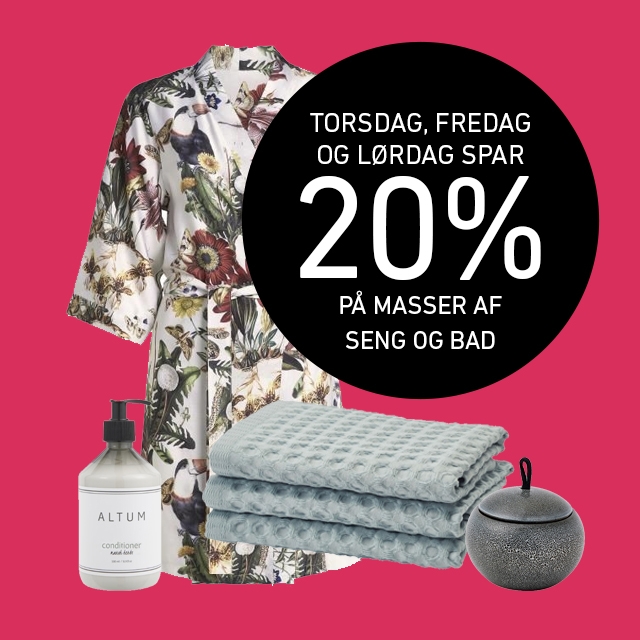 TORSDAG, FREDAG
OG LØRDAG SPAR
20%
PÅ MASSER AF
SENG OG BAD
ALTUM
conditioner